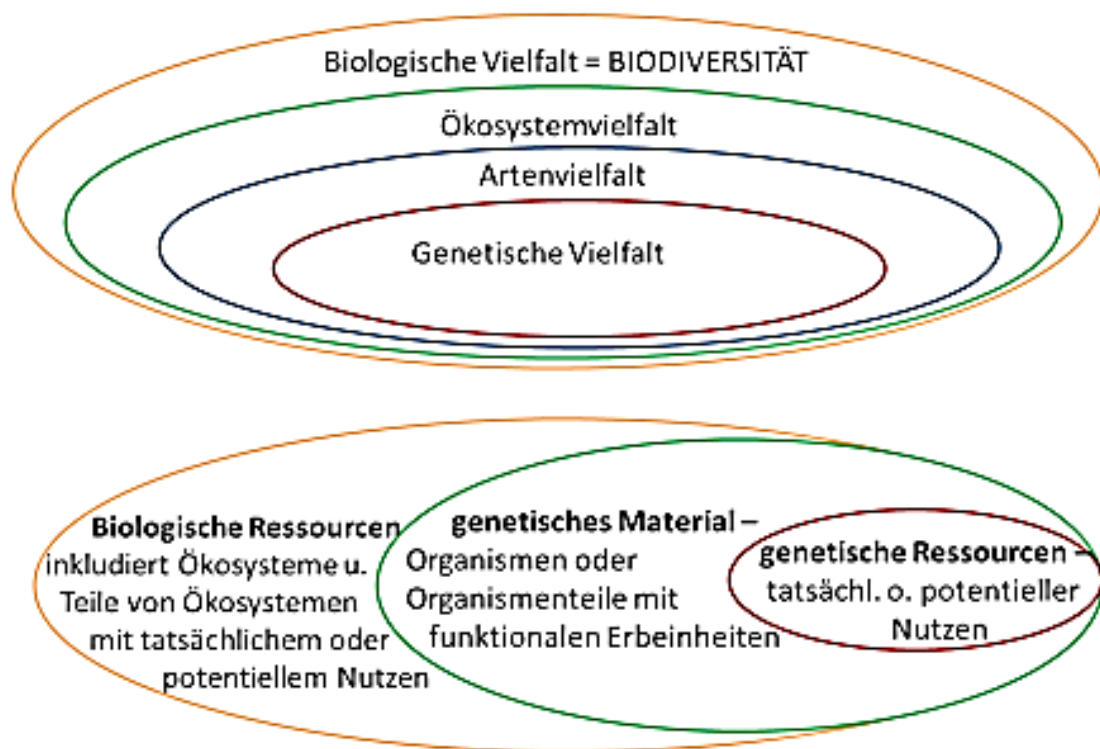 Biologische Vielfalt = BIODIVERSITÄT
Ökosystemvielfalt
Artenvielfalt
Genetische Vielfalt
Biologische Ressourcen
inkludiert Ökosysteme u.
Teile von Ökosystemen
mit tatsächlichem oder
potentiellem Nutzen
genetisches Material –
Organismen oder
Organismenteile mit
funktionalen Erbeinheiten
genetische Ressourcen –
tatsächl. o. potentieller
Nutzen